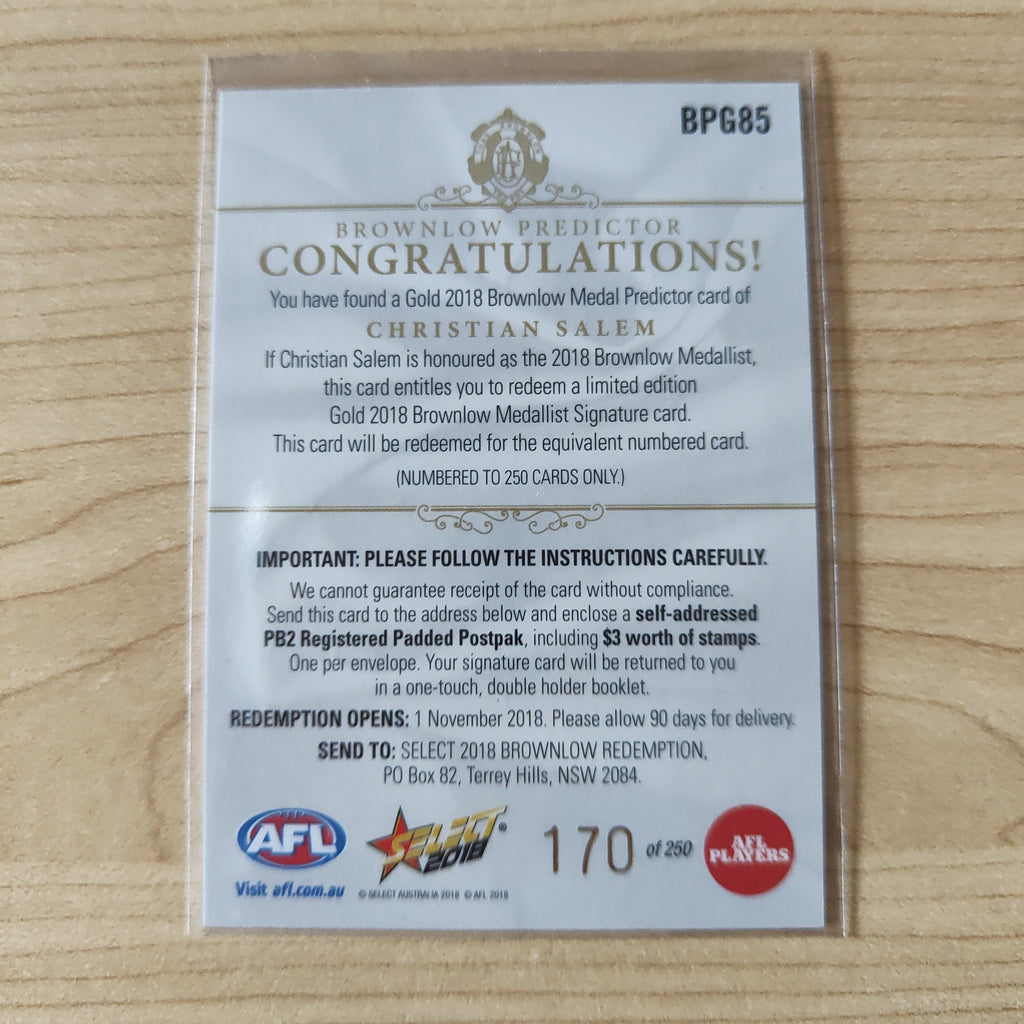 BPG85
BROWNLOW PREDICTOR
CONGRATULATIONS!
You have found a Gold 2018 Brownlow Medal Predictor card of
CHRISTIAN SALEM
If Christian Salem is honoured as the 2018 Brownlow Medallist,
this card entitles you to redeem a limited edition
Gold 2018 Brownlow Medallist Signature card.
This card will be redeemed for the equivalent numbered card.
(NUMBERED TO 250 CARDS ONLY.)
IMPORTANT: PLEASE FOLLOW THE INSTRUCTIONS CAREFULLY.
We cannot guarantee receipt of the card without compliance.
Send this card to the address below and enclose a self-addressed
PB2 Registered Padded Postpak, including $3 worth of stamps.
One per envelope. Your signature card will be returned to you
in a one-touch, double holder booklet.
REDEMPTION OPENS: 1 November 2018. Please allow 90 days for delivery.
SEND TO: SELECT 2018 BROWNLOW REDEMPTION,
PO Box 82, Terrey Hills, NSW 2084.
AFL
Visit afl.com.au
SELECT®
2018
© SELECT AUSTRALIA 2018 © AFL 2018
170 of 250
AFL
PLAYERS